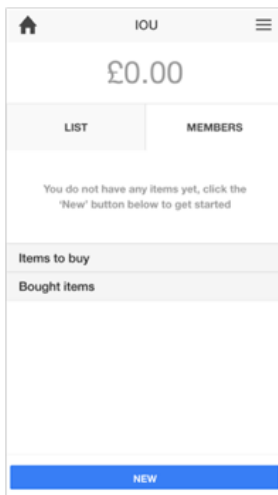 IOU
£0.00
LIST MEMBERS
You do not have any items yet, click the
'New' button below to get started
Items to buy
Bought items
NEW